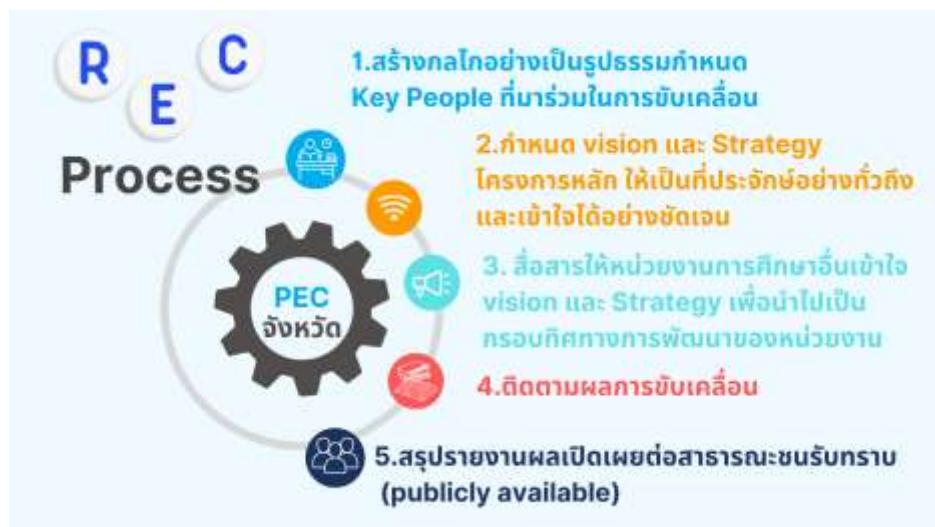 R E C
Process
PEC
จังหวัด
1.สร้างกลไกอย่างเป็นรูปธรรมกำหนด
Key People ที่มาร่วมในการขับเคลื่อน
2.กำหนด vision และ Strategy
โครงการหลัก ให้เป็นที่ประจักษ์อย่างทั่วถึง
และเข้าใจได้อย่างชัดเจน
3. สื่อสารให้หน่วยงานการศึกษาอื่นเข้าใจ
vision และ Strategy เพื่อนำไปเป็น
กรอบทิศทางการพัฒนาของหน่วยงาน
4.ติดตามผลการขับเคลื่อน
5.สรุปรายงานผลเปิดเผยต่อสาธารณะชนรับทราบ
(publicly available)